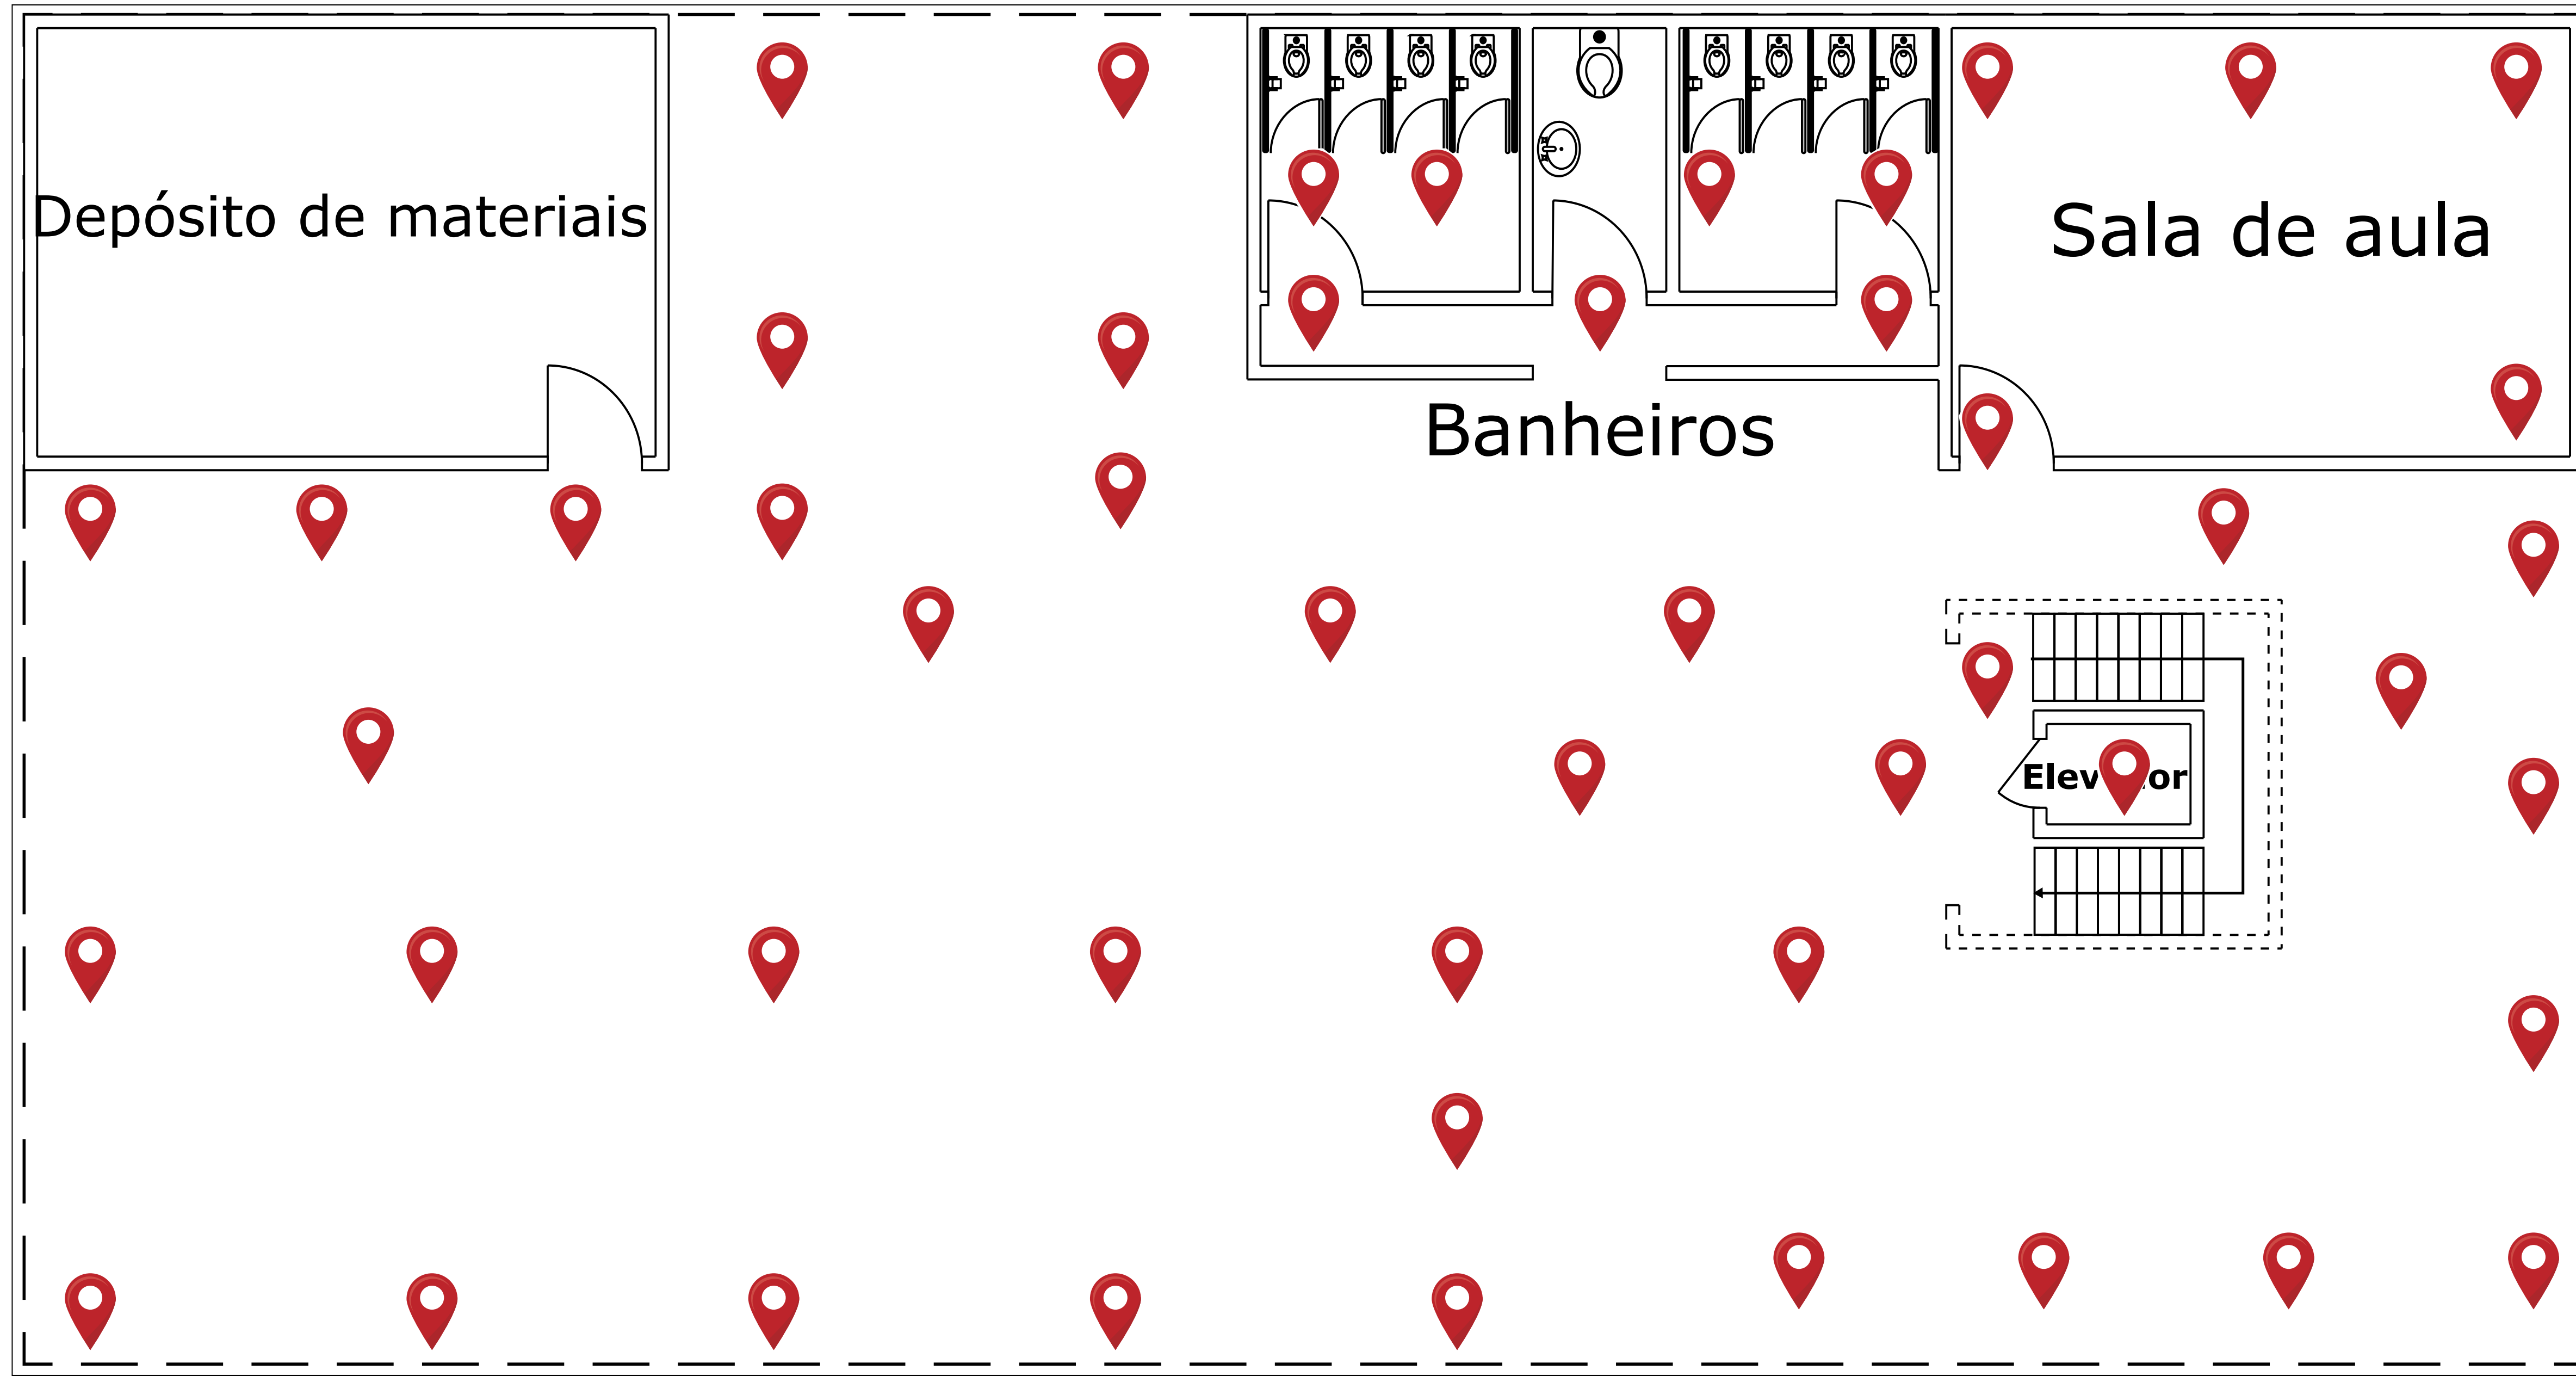 Depósito de materiais
Sala de aula
Banheiros